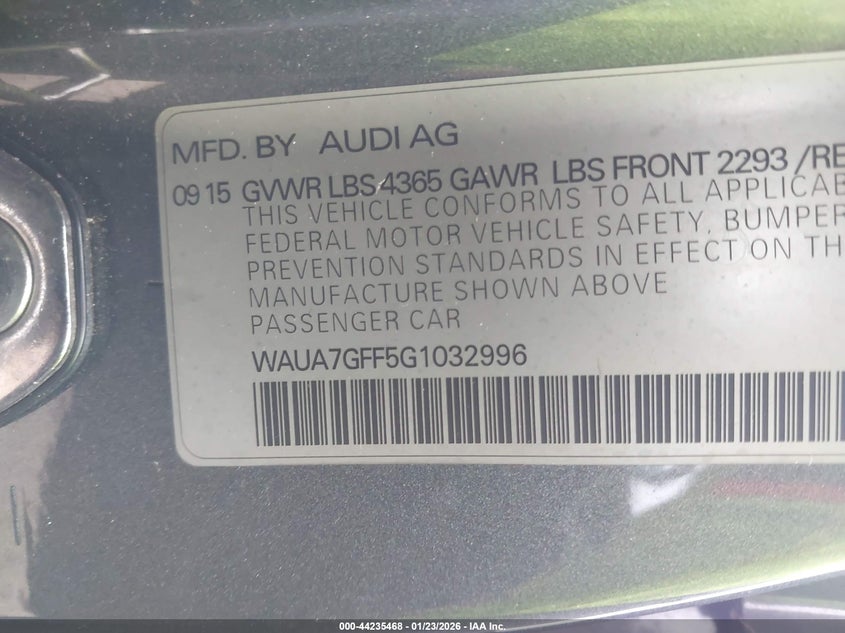 MFD. BY AUDI AG
09 15 GVWR LBS 4365 GAWR LBS FRONT 2293 /RE
THIS VEHICLE CONFORMS TO ALL APPLICAB
FEDERAL MOTOR VEHICLE SAFETY, BUMPER
PREVENTION STANDARDS IN EFFECT ON TH
MANUFACTURE SHOWN ABOVE
PASSENGER CAR
WAUA7GFF5G1032996
000-44235468 - 01/23/2026 - IAA Inc.